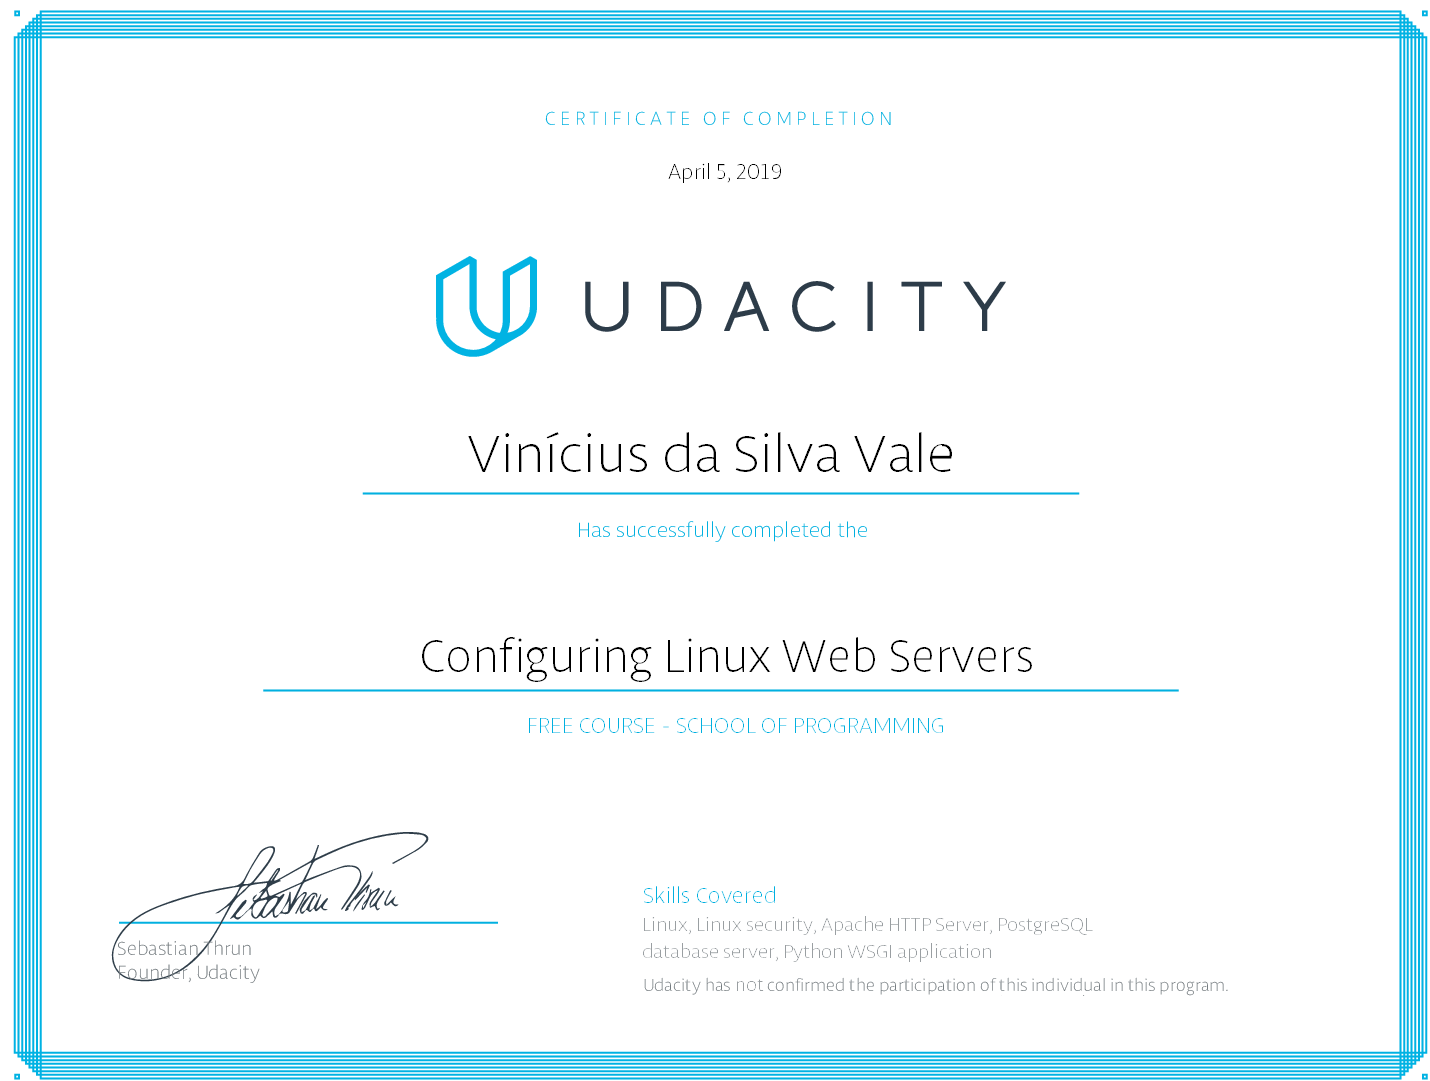 CERTIFICATE OF COMPLETION
April 5, 2019
UDACITY
Vinícius da Silva Vale
Has successfully completed the
Configuring Linux Web Servers
FREE COURSE - SCHOOL OF PROGRAMMING
Sebastian Thrun
Sebastian Thrun
Founder, Udacity
Skills Covered
Linux, Linux security, Apache HTTP Server, PostgreSQL
database server, Python WSGI application
Udacity has not confirmed the participation of this individual in this program.